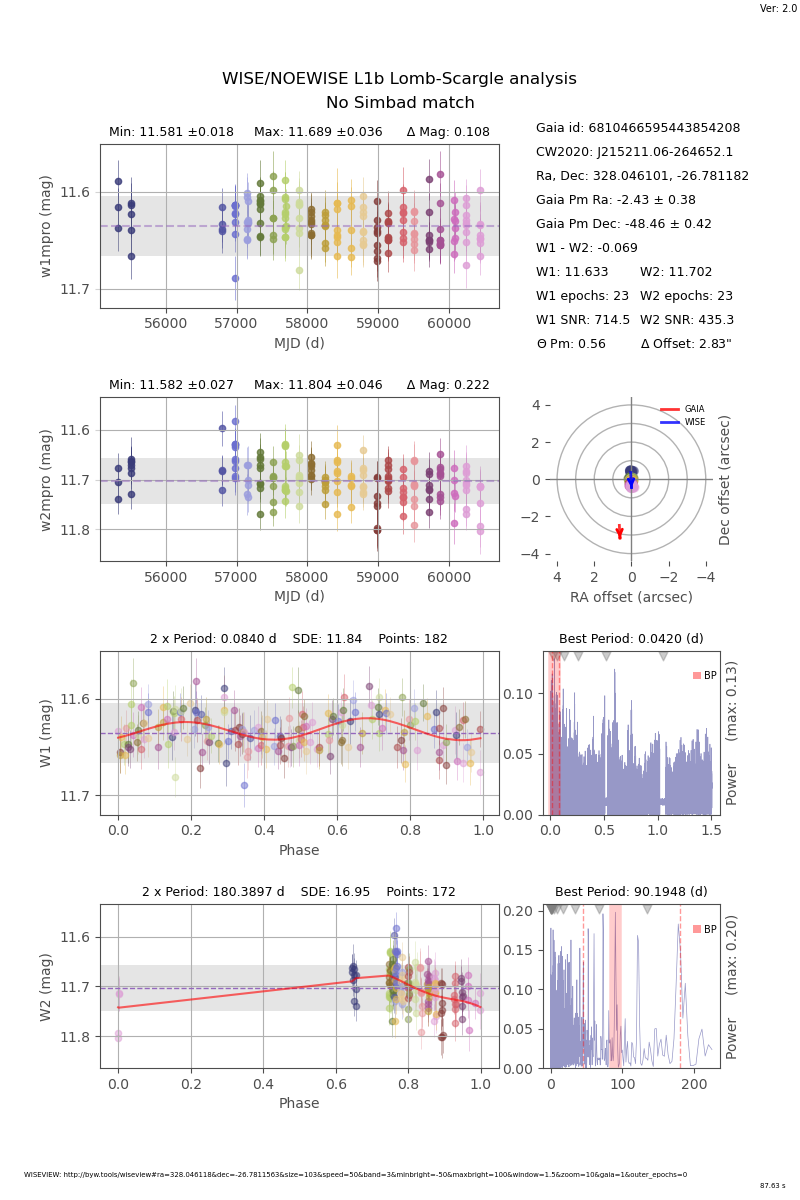 Ver: 2.0
WISE/NOEWISE L1b Lomb-Scargle analysis
No Simbad match
Min: 11.581 ±0.018 Max: 11.689 ±0.036 Δ Mag: 0.108
11.6
11.7
w1mpro (mag)
56000 57000 58000 59000 60000
MJD (d)
Gaia id: 6810466595443854208
CW2020: J215211.06-264652.1
Ra, Dec: 328.046101, -26.781182
Gaia Pm Ra: -2.43 ± 0.38
Gaia Pm Dec: -48.46 ± 0.42
W1 - W2: -0.069
W1: 11.633 W2: 11.702
W1 epochs: 23 W2 epochs: 23
W1 SNR: 714.5 W2 SNR: 435.3
Θ Pm: 0.56 Δ Offset: 2.83"
Min: 11.582 ±0.027 Max: 11.804 ±0.046 Δ Mag: 0.222
11.6
11.7
11.8
w2mpro (mag)
56000 57000 58000 59000 60000
MJD (d)
GAIA
WISE
4
2
0
−2
−4
Dec offset (arcsec)
4 2 0 −2 −4
RA offset (arcsec)
2 x Period: 0.0840 d SDE: 11.84 Points: 182
11.6
11.7
W1 (mag)
0.0 0.2 0.4 0.6 0.8 1.0
Phase
Best Period: 0.0420 (d)
BP
0.10
0.05
0.00
Power (max: 0.13)
0.0 0.5 1.0 1.5
2 x Period: 180.3897 d SDE: 16.95 Points: 172
11.6
11.7
11.8
W2 (mag)
0.0 0.2 0.4 0.6 0.8 1.0
Phase
Best Period: 90.1948 (d)
BP
0.20
0.15
0.10
0.05
0.00
Power (max: 0.20)
0 100 200
WISEVIEW: http://byw.tools/wiseview#ra=328.046118&dec=-26.7811563&size=103&speed=50&band=3&minbright=-50&maxbright=100&window=1.5&zoom=10&gaia=1&outer_epochs=0
87.63 s